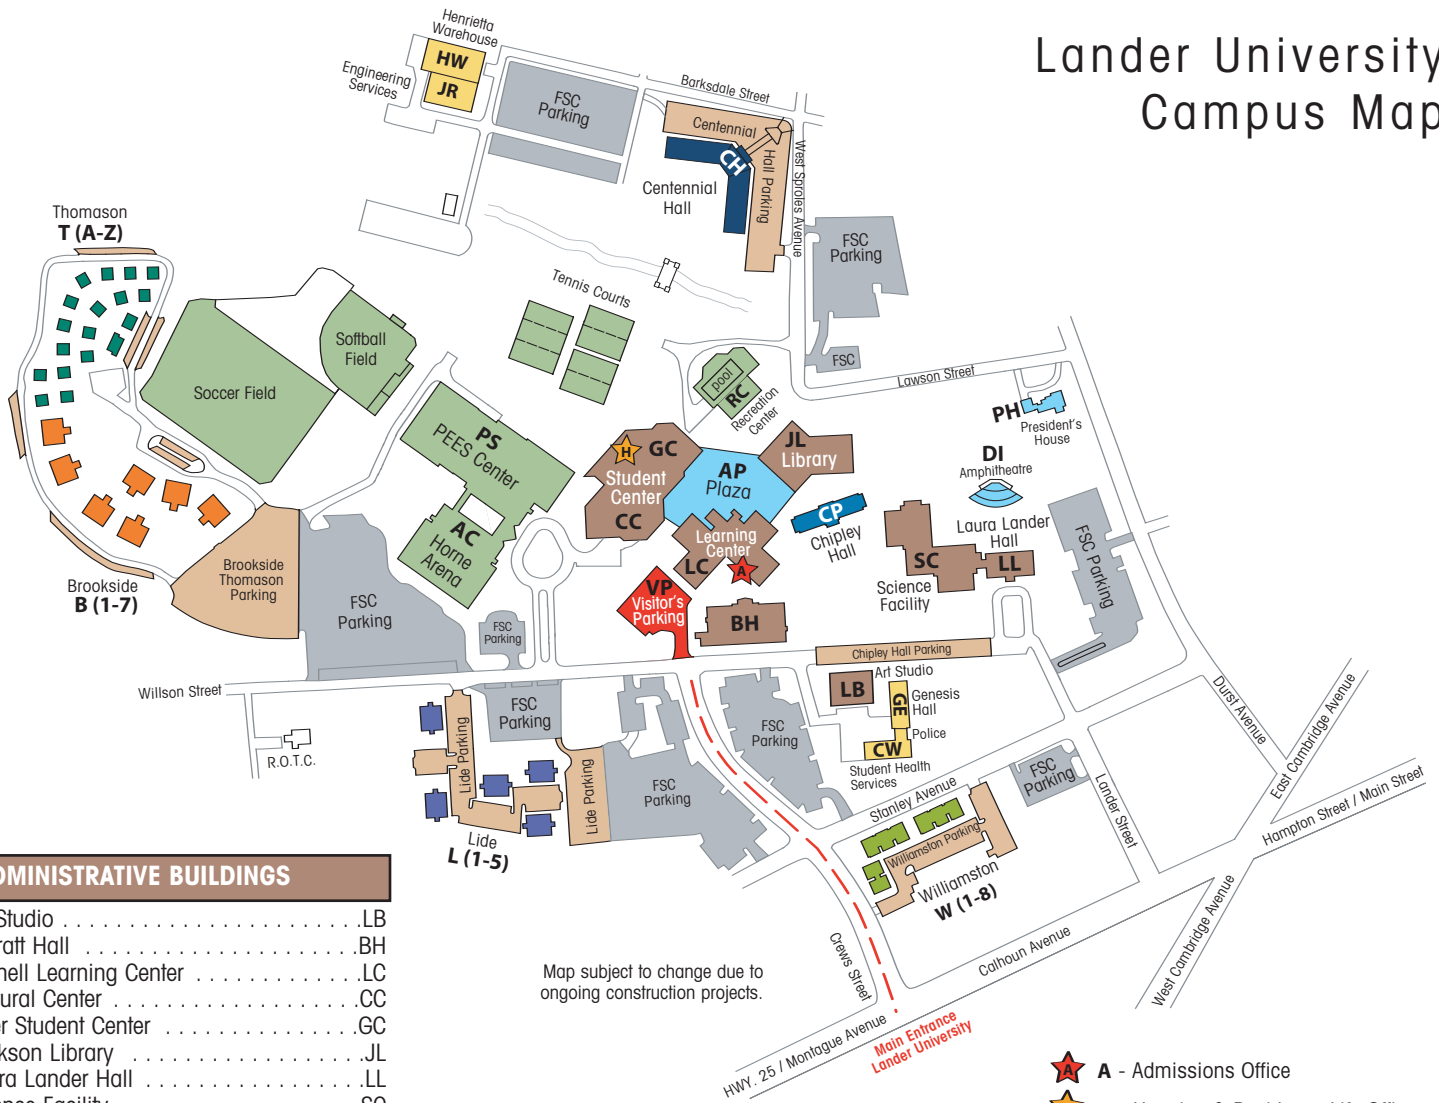 Lander University
Campus Map
Henrietta
Warehouse
HW
JR
Engineering
Services
FSC
Parking
Barksdale Street
Centennial
Hall Parking
CH
Centennial
Hall
West Sproles Avenue
FSC
Parking
FSC
Lawson Street
Thomason
T (A-Z)
Tennis Courts
Softball
Field
Soccer Field
pool
RC
Recreation
Center
PH
President's
House
DI
Amphitheatre
PS
PEES Center
AC
Horne
Arena
H
GC
Student
Center
CC
AP
Plaza
JL
Library
CP
Chipley
Hall
Learning
Center
LC
A
Laura Lander
Hall
SC
LL
Science
Facility
FSC Parking
VP
Visitor's
Parking
BH
Brookside
B (1-7)
Brookside
Thomason
Parking
FSC
Parking
FSC
Parking
Chipley Hall Parking
Willson Street
R.O.T.C.
Lide Parking
FSC
Parking
Lide Parking
FSC
Parking
FSC
Parking
LB
Art Studio
GE
Genesis
Hall
Police
CW
Student Health
Services
Lide
L (1-5)
Stanley Avenue
FSC
Parking
Williamston Parking
Williamston
W (1-8)
Lander Street
Durst Avenue
East Cambridge Avenue
Hampton Street / Main Street
West Cambridge Avenue
Calhoun Avenue
Crews Street
HWY. 25 / Montague Avenue
Main Entrance
Lander University
Map subject to change due to
ongoing construction projects.
DMINISTRATIVE BUILDINGS
Studio . . . . . . . . . . . . . . . . . . . . . . . .LB
ratt Hall . . . . . . . . . . . . . . . . . . . . . .BH
nell Learning Center . . . . . . . . . . . . .LC
ural Center . . . . . . . . . . . . . . . . . . . .CC
er Student Center . . . . . . . . . . . . . . . .GC
kson Library . . . . . . . . . . . . . . . . . . .JL
ra Lander Hall . . . . . . . . . . . . . . . . . .LL
A A - Admissions Office